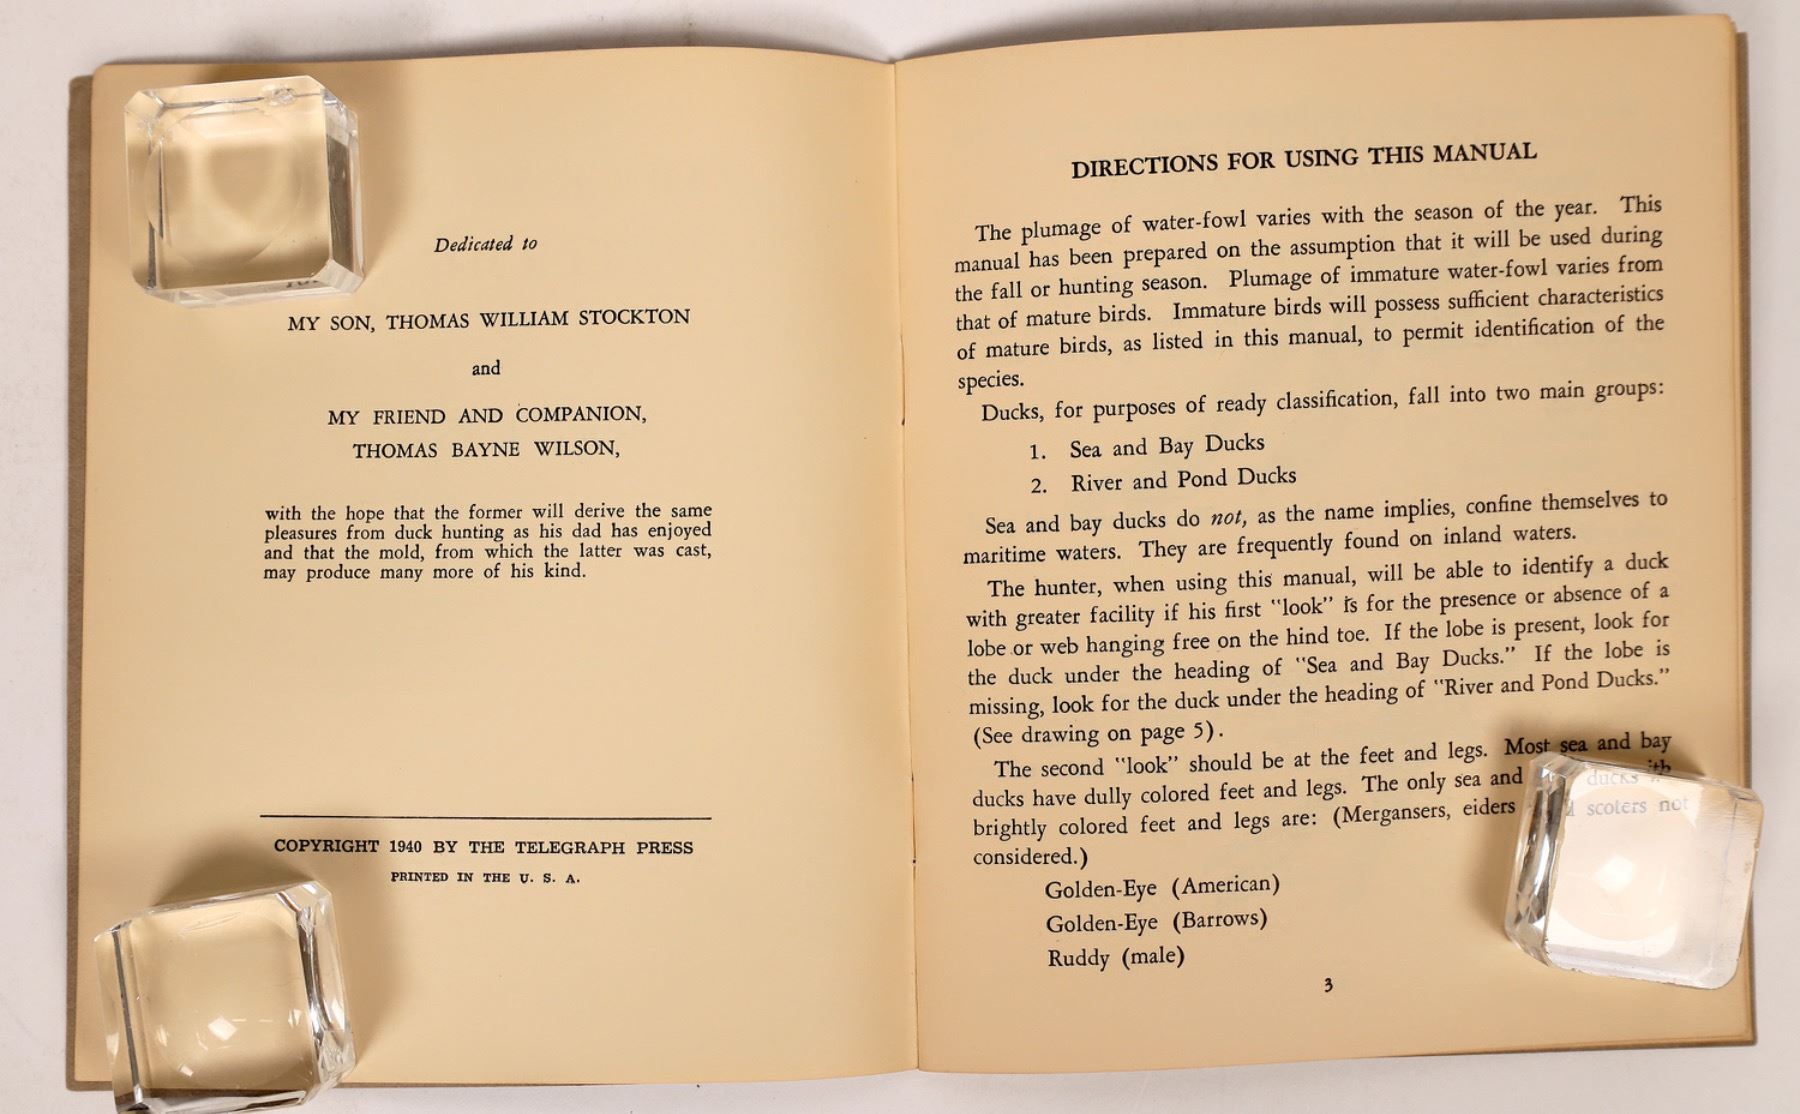 Dedicated to
MY SON, THOMAS WILLIAM STOCKTON
and
MY FRIEND AND COMPANION,
THOMAS BAYNE WILSON,
with the hope that the former will derive the same
pleasures from duck hunting as his dad has enjoyed
and that the mold, from which the latter was cast,
may produce many more of his kind.
COPYRIGHT 1940 BY THE TELEGRAPH PRESS
PRINTED IN THE U. S. A.
DIRECTIONS FOR USING THIS MANUAL
The plumage of water-fowl varies with the season of the year. This
manual has been prepared on the assumption that it will be used during
the fall or hunting season. Plumage of immature water-fowl varies from
that of mature birds. Immature birds will possess sufficient characteristics
of mature birds, as listed in this manual, to permit identification of the
species.
Ducks, for purposes of ready classification, fall into two main groups:
1. Sea and Bay Ducks
2. River and Pond Ducks
Sea and bay ducks do not, as the name implies, confine themselves to
maritime waters. They are frequently found on inland waters.
The hunter, when using this manual, will be able to identify a duck
with greater facility if his first "look" is for the presence or absence of a
lobe or web hanging free on the hind toe. If the lobe is present, look for
the duck under the heading of "Sea and Bay Ducks." If the lobe is
missing, look for the duck under the heading of "River and Pond Ducks."
(See drawing on page 5).
The second "look" should be at the feet and legs. Most sea and bay
ducks have dully colored feet and legs. The only sea and ducks with
brightly colored feet and legs are: (Mergansers, eiders scoters not
considered.)
Golden-Eye (American)
Golden-Eye (Barrows)
Ruddy (male)
3